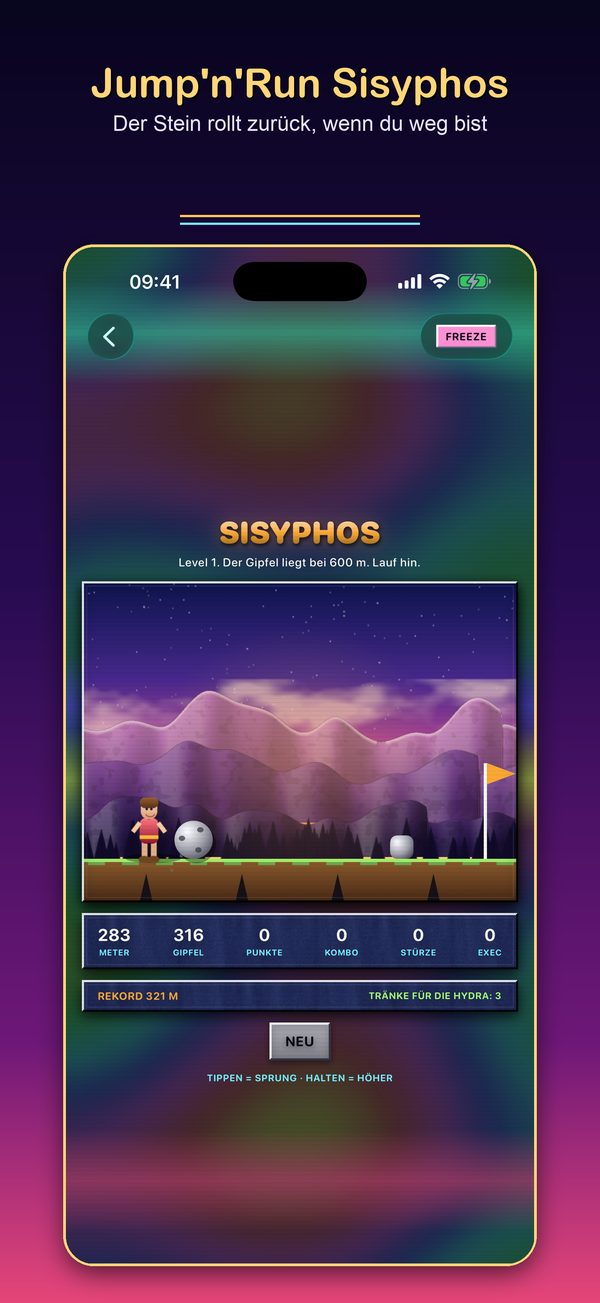 Jump'n'Run Sisyphos
Der Stein rollt zurück, wenn du weg bist
09:41
FREEZE
SISYPHOS
Level 1. Der Gipfel liegt bei 600 m. Lauf hin.
283 316 0 0 0 0
METER GIPFEL PUNKTE KOMBO STÜRZE EXEC
REKORD 321 M TRÄNKE FÜR DIE HYDRA: 3
NEU
TIPPEN = SPRUNG · HALTEN = HÖHER